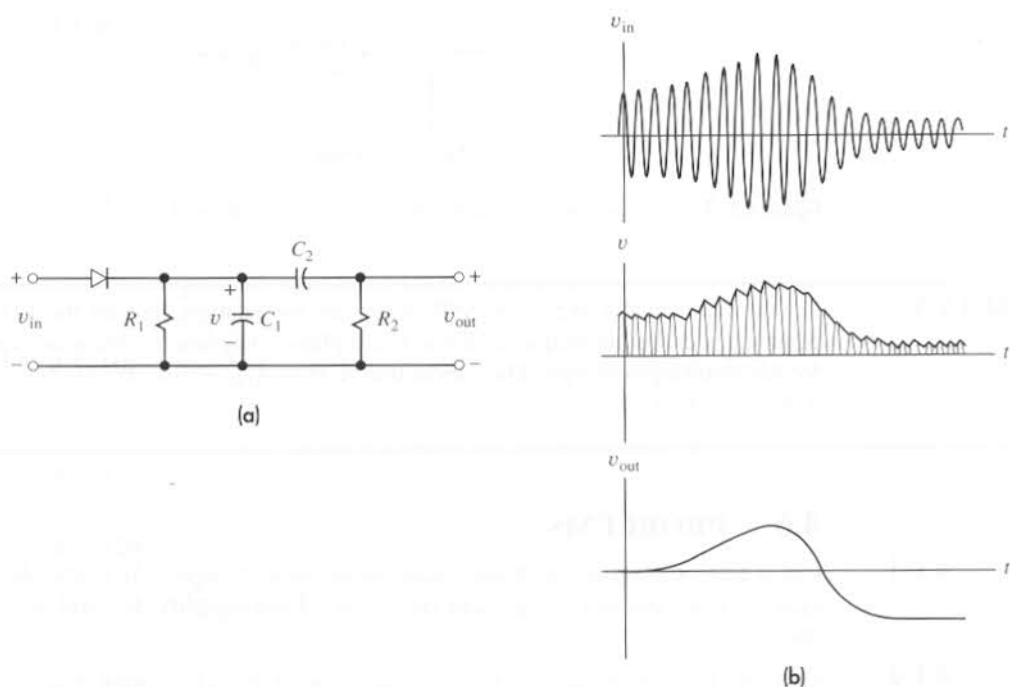 v_in
t
C_2
+ +
v_in R_1 + v − C_1 R_2 v_out
− −
(a)
v
t
v_out
t
(b)